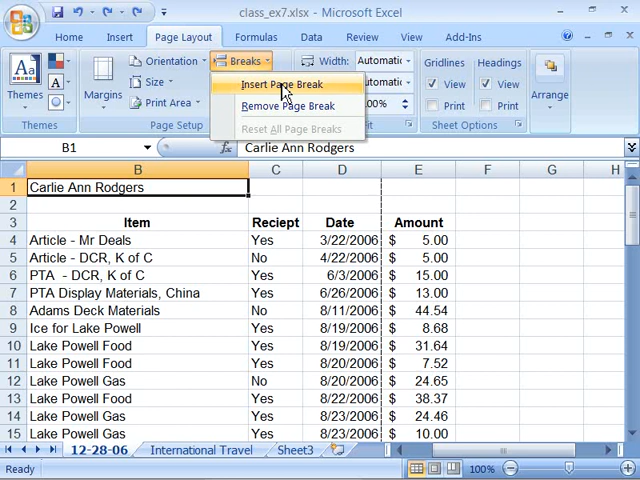 class_ex7.xlsx - Microsoft Excel
Home Insert Page Layout Formulas Data Review View Add-Ins
Themes
Aa
Themes
Margins
Orientation
Size
Print Area
Page Setup
Breaks
Insert Page Break
Remove Page Break
Reset All Page Breaks
Width: Automatic
Automatic
100%
Fit
Gridlines Headings
View View
Print Print
Sheet Options
Arrange
B1 fx Carlie Ann Rodgers
B C D E F G H
1 Carlie Ann Rodgers
2
3 Item Reciept Date Amount
4 Article - Mr Deals Yes 3/22/2006 $ 5.00
5 Article - DCR, K of C No 4/22/2006 $ 5.00
6 PTA - DCR, K of C Yes 6/3/2006 $ 15.00
7 PTA Display Materials, China Yes 6/26/2006 $ 13.00
8 Adams Deck Materials No 8/11/2006 $ 44.54
9 Ice for Lake Powell Yes 8/19/2006 $ 8.68
10 Lake Powell Food Yes 8/19/2006 $ 31.64
11 Lake Powell Food Yes 8/20/2006 $ 7.52
12 Lake Powell Gas No 8/20/2006 $ 24.65
13 Lake Powell Food Yes 8/22/2006 $ 38.37
14 Lake Powell Gas Yes 8/23/2006 $ 24.46
15 Lake Powell Gas Yes 8/23/2006 $ 10.00
12-28-06 International Travel Sheet3
Ready 100%